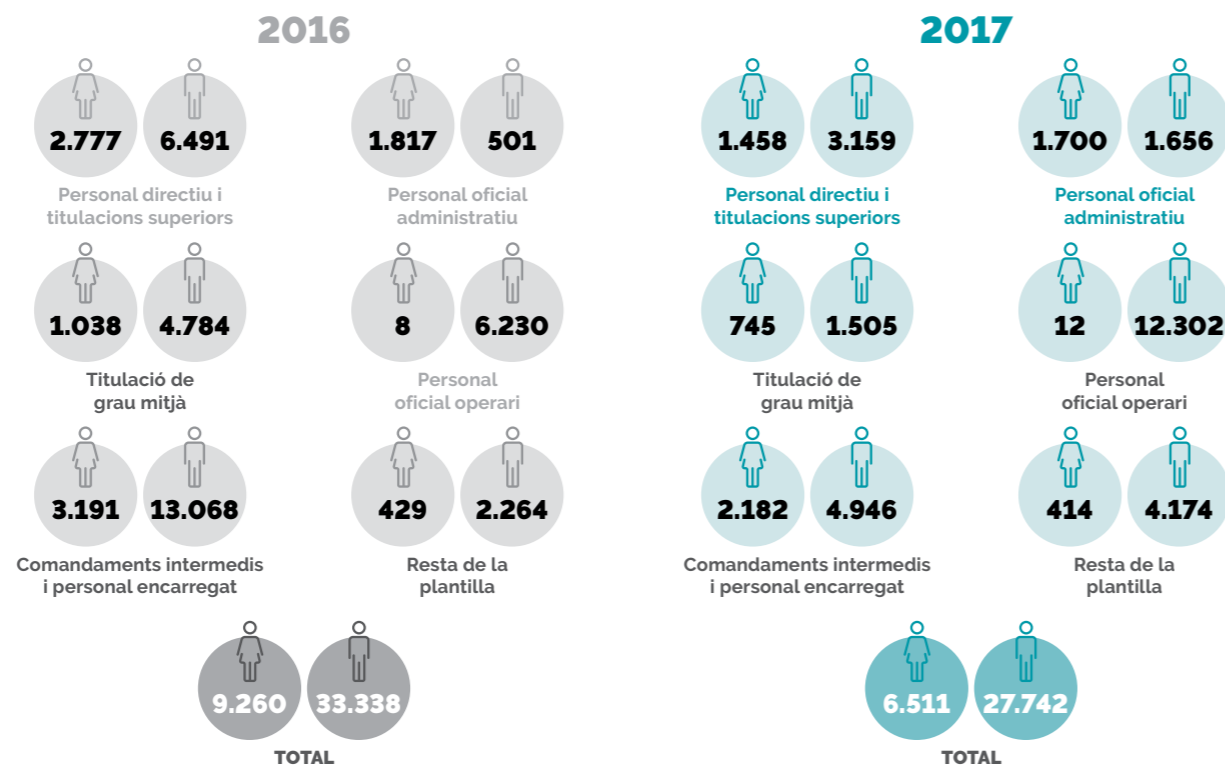 2016
2.777 6.491
Personal directiu i
titulacions superiors
1.817 501
Personal oficial
administratiu
1.038 4.784
Titulació de
grau mitjà
8 6.230
Personal
oficial operari
3.191 13.068
Comandaments intermedis
i personal encarregat
429 2.264
Resta de la
plantilla
9.260 33.338
TOTAL
2017
1.458 3.159
Personal directiu i
titulacions superiors
1.700 1.656
Personal oficial
administratiu
745 1.505
Titulació de
grau mitjà
12 12.302
Personal
oficial operari
2.182 4.946
Comandaments intermedis
i personal encarregat
414 4.174
Resta de la
plantilla
6.511 27.742
TOTAL